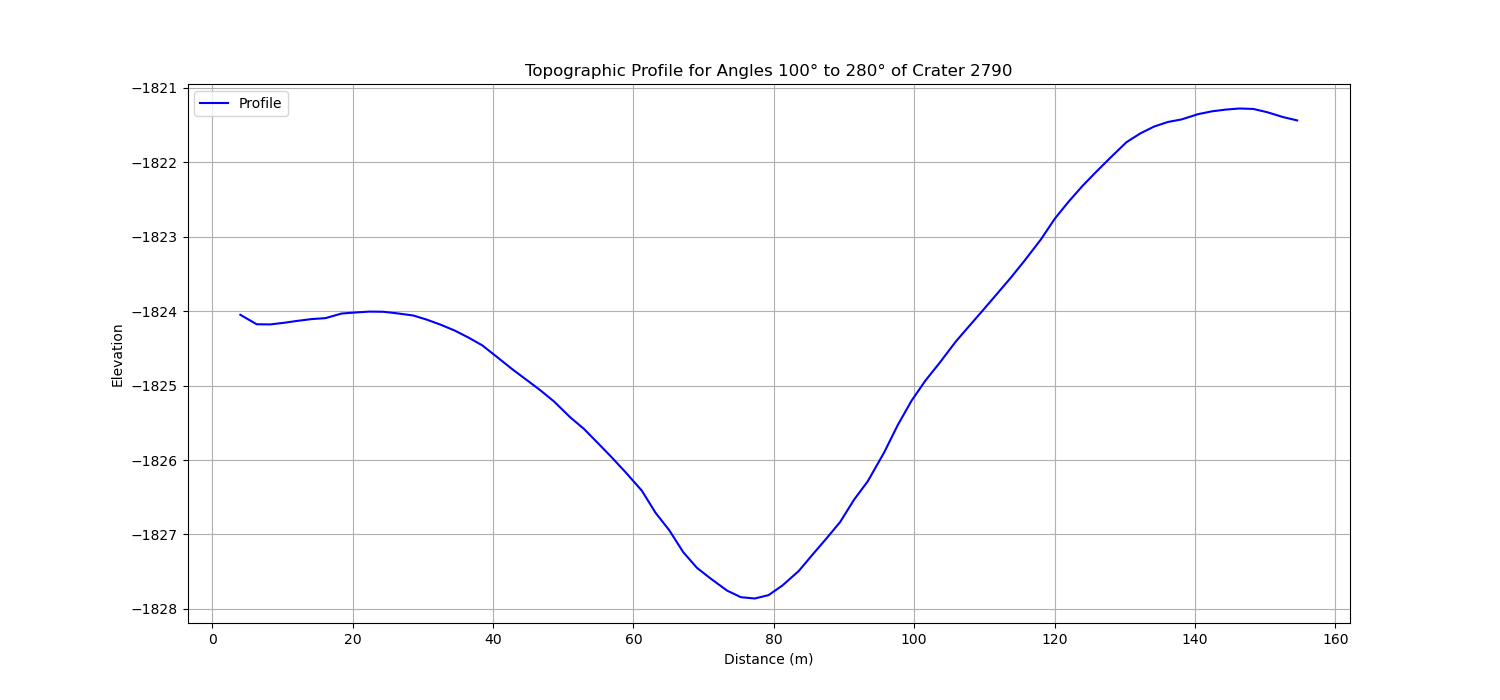 Topographic Profile for Angles 100° to 280° of Crater 2790
Profile
Elevation
−1821
−1822
−1823
−1824
−1825
−1826
−1827
−1828
0 20 40 60 80 100 120 140 160
Distance (m)